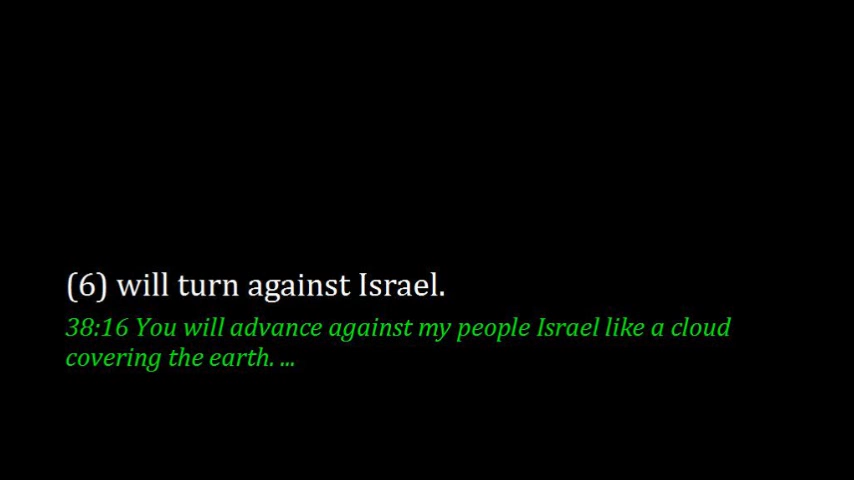 (6) will turn against Israel.
38:16 You will advance against my people Israel like a cloud
covering the earth. ...